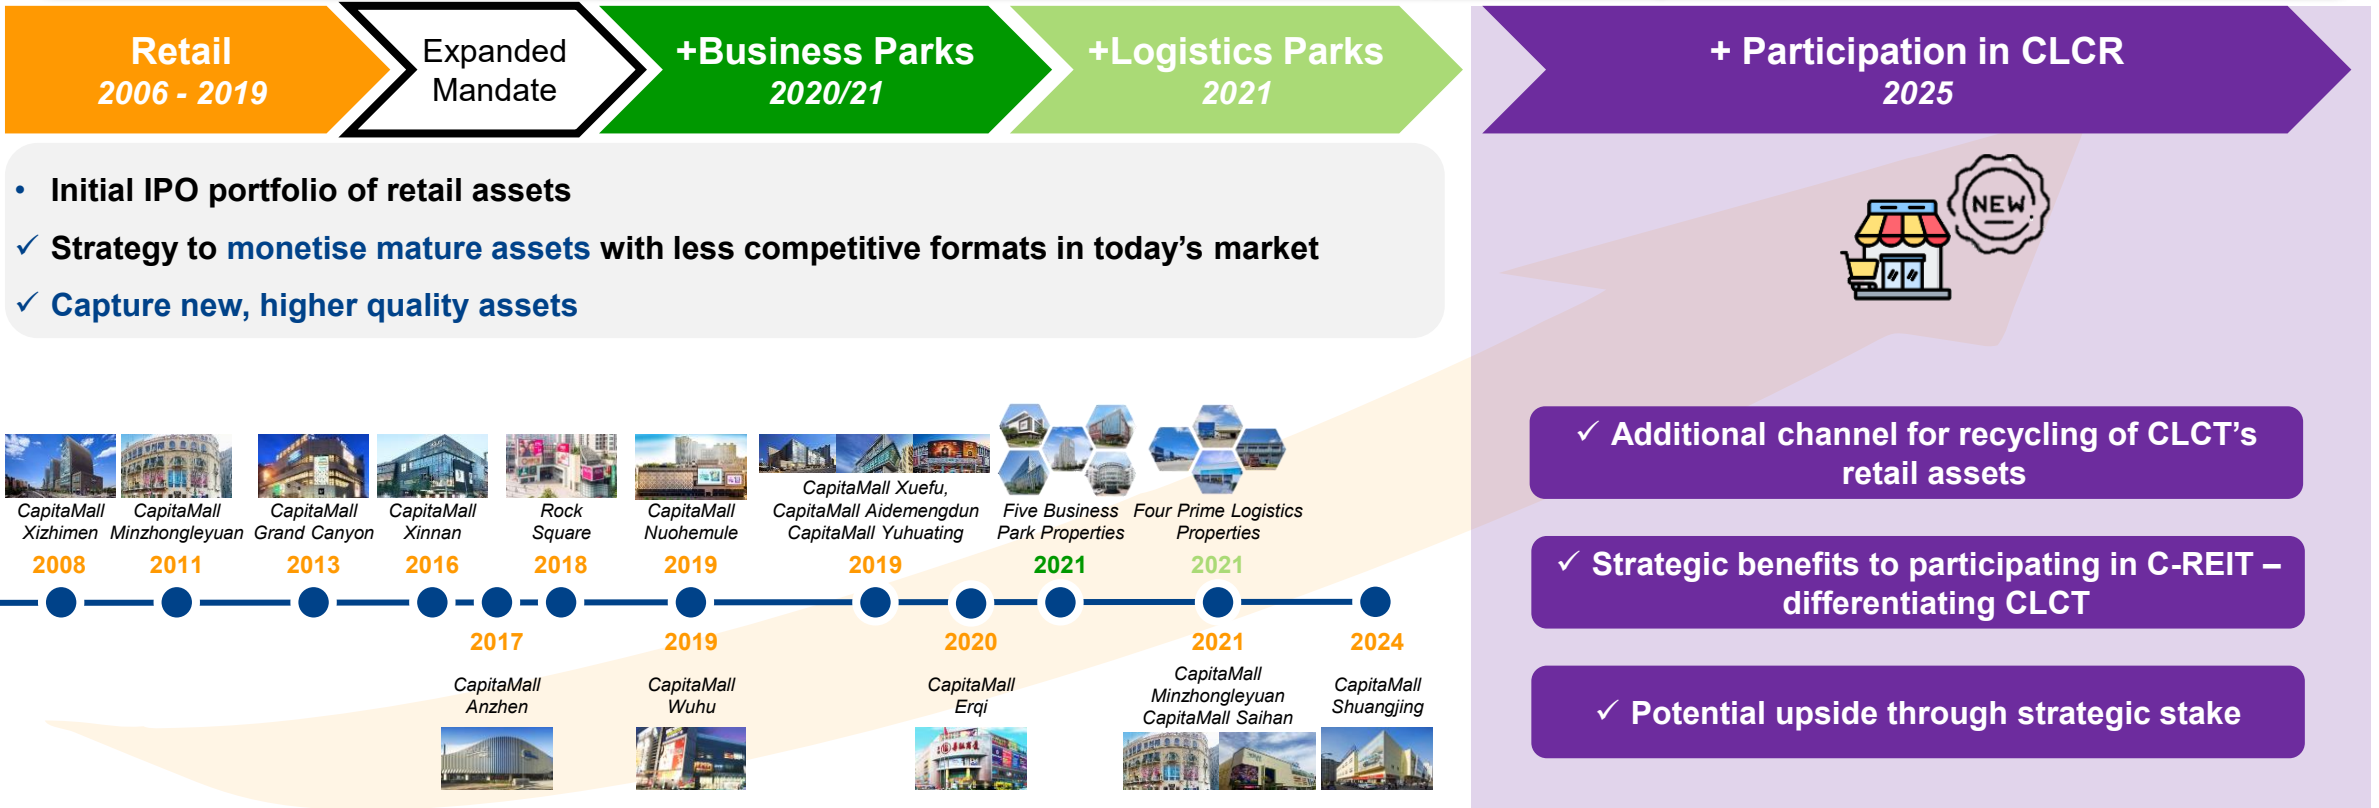 Retail
2006 - 2019
Expanded
Mandate
+Business Parks
2020/21
+Logistics Parks
2021
+ Participation in CLCR
2025
• Initial IPO portfolio of retail assets
✓ Strategy to monetise mature assets with less competitive formats in today’s market
✓ Capture new, higher quality assets
NEW
CapitaMall
Xizhimen
2008
CapitaMall
Minzhongleyuan
2011
CapitaMall
Grand Canyon
2013
CapitaMall
Xinnan
2016
Rock
Square
2018
CapitaMall
Nuohemule
2019
CapitaMall Xuefu,
CapitaMall Aidemengdun
CapitaMall Yuhuating
2019
Five Business
Park Properties
2021
Four Prime Logistics
Properties
2021
2017
CapitaMall
Anzhen
2019
CapitaMall
Wuhu
2020
CapitaMall
Erqi
2021
CapitaMall
Minzhongleyuan
CapitaMall Saihan
2024
CapitaMall
Shuangjing
✓ Additional channel for recycling of CLCT’s
retail assets
✓ Strategic benefits to participating in C-REIT –
differentiating CLCT
✓ Potential upside through strategic stake